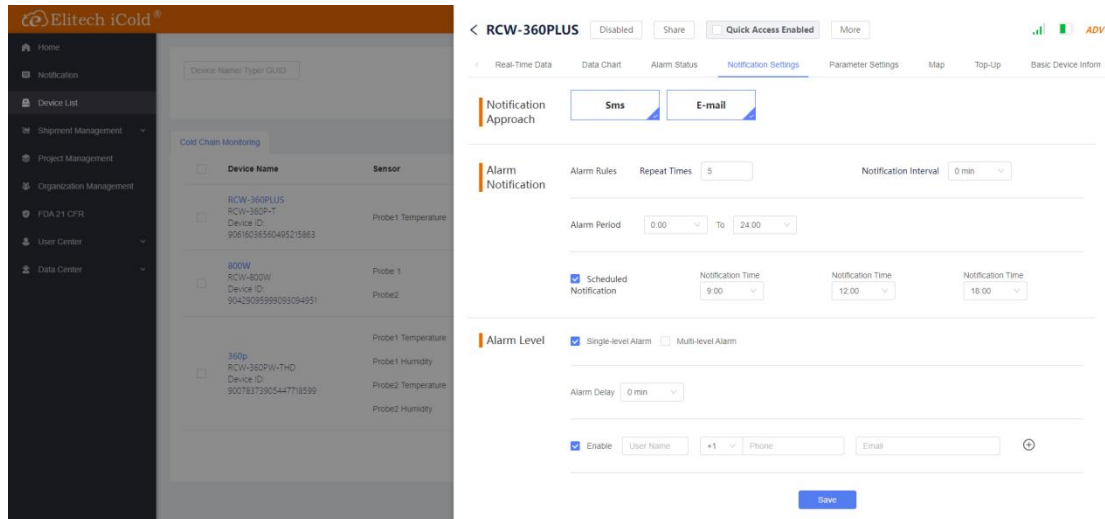 Elitech iCold®
Home
Notification
Device List
Shipment Management
Project Management
Organization Management
FDA 21 CFR
User Center
Data Center
Device Name/ Type/ GUID
Cold Chain Monitoring
Device Name Sensor
RCW-360PLUS
RCW-360P-T
Device ID:
90616036560495215863
Probe1 Temperature
800W
RCW-800W
Device ID:
90429095999093094951
Probe 1
Probe2
360p
RCW-360PW-THD
Device ID:
90078373905447718599
Probe1 Temperature
Probe1 Humidity
Probe2 Temperature
Probe2 Humidity
RCW-360PLUS Disabled Share Quick Access Enabled More ADV
Real-Time Data Data Chart Alarm Status Notification Settings Parameter Settings Map Top-Up Basic Device Inform
Notification
Approach
Sms E-mail
Alarm
Notification
Alarm Rules Repeat Times 5 Notification Interval 0 min
Alarm Period 0:00 To 24:00
Scheduled
Notification
Notification Time Notification Time Notification Time
9:00 12:00 18:00
Alarm Level Single-level Alarm Multi-level Alarm
Alarm Delay 0 min
Enable User Name +1 Phone Email
Save